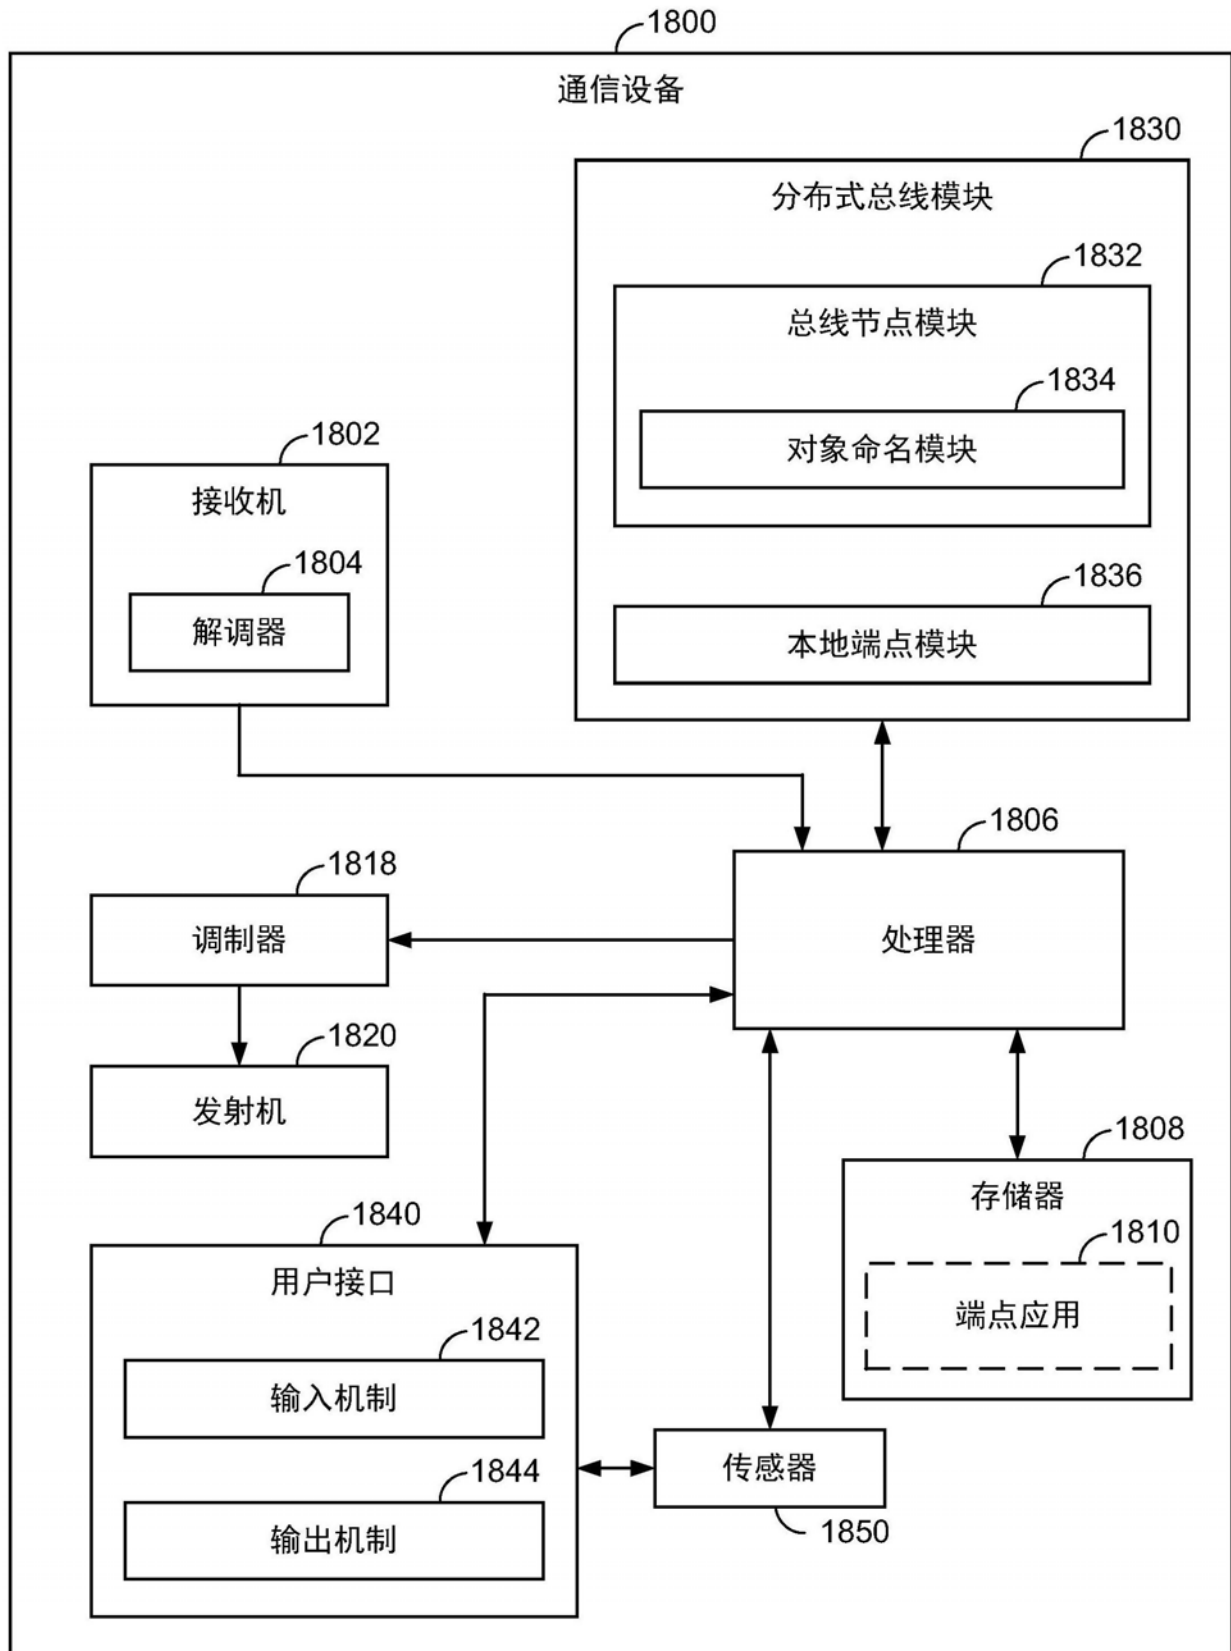 1800
通信设备
1830
分布式总线模块
1832
总线节点模块
1834
对象命名模块
1836
本地端点模块
1802
接收机
1804
解调器
1806
处理器
1818
调制器
1820
发射机
1808
存储器
1810
端点应用
1840
用户接口
1842
输入机制
1844
输出机制
传感器
1850